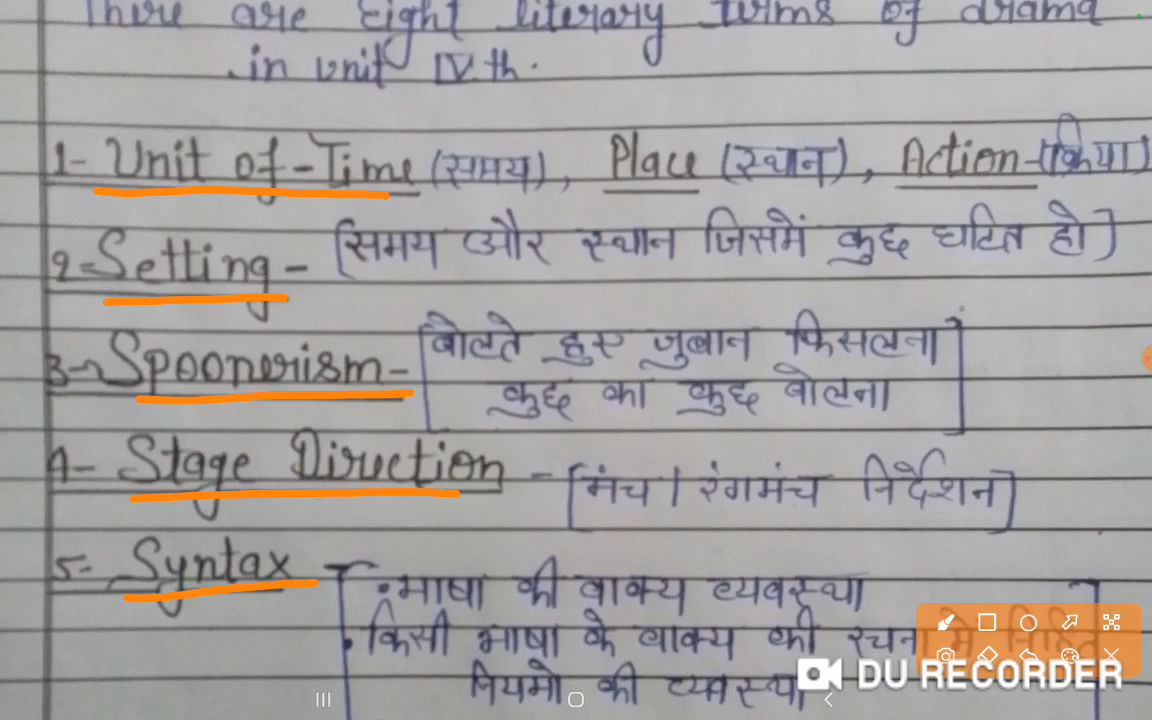 There are Eight literary terms of drama
in unit IV th.
1- Unit of - Time (समय), Place (स्थान), Action - (क्रिया)
2- Setting - [समय और स्थान जिसमें कुछ घटित हो]
3- Spoonerism - [बोलते हुए जुबान फिसलना
कुछ का कुछ बोलना]
4- Stage Direction - [मंच । रंगमंच निर्देशन]
5- Syntax - [• भाषा की वाक्य व्यवस्था
• किसी भाषा के वाक्य की रचना मे निहित
नियमो की व्यवस्था]
DU RECORDER